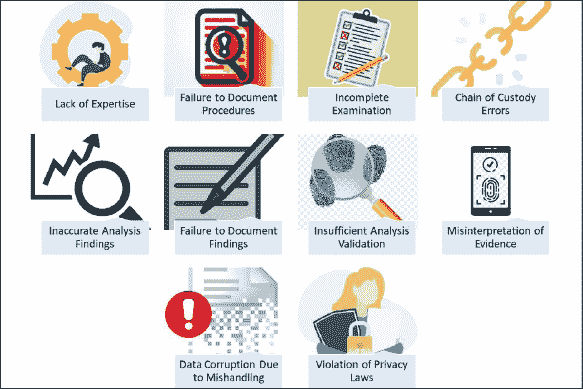 Lack of Expertise
Failure to Document
Procedures
Incomplete
Examination
Chain of Custody
Errors
Inaccurate Analysis
Findings
Failure to Document
Findings
Insufficient Analysis
Validation
Misinterpretation of
Evidence
Data Corruption Due
to Mishandling
Violation of Privacy
Laws